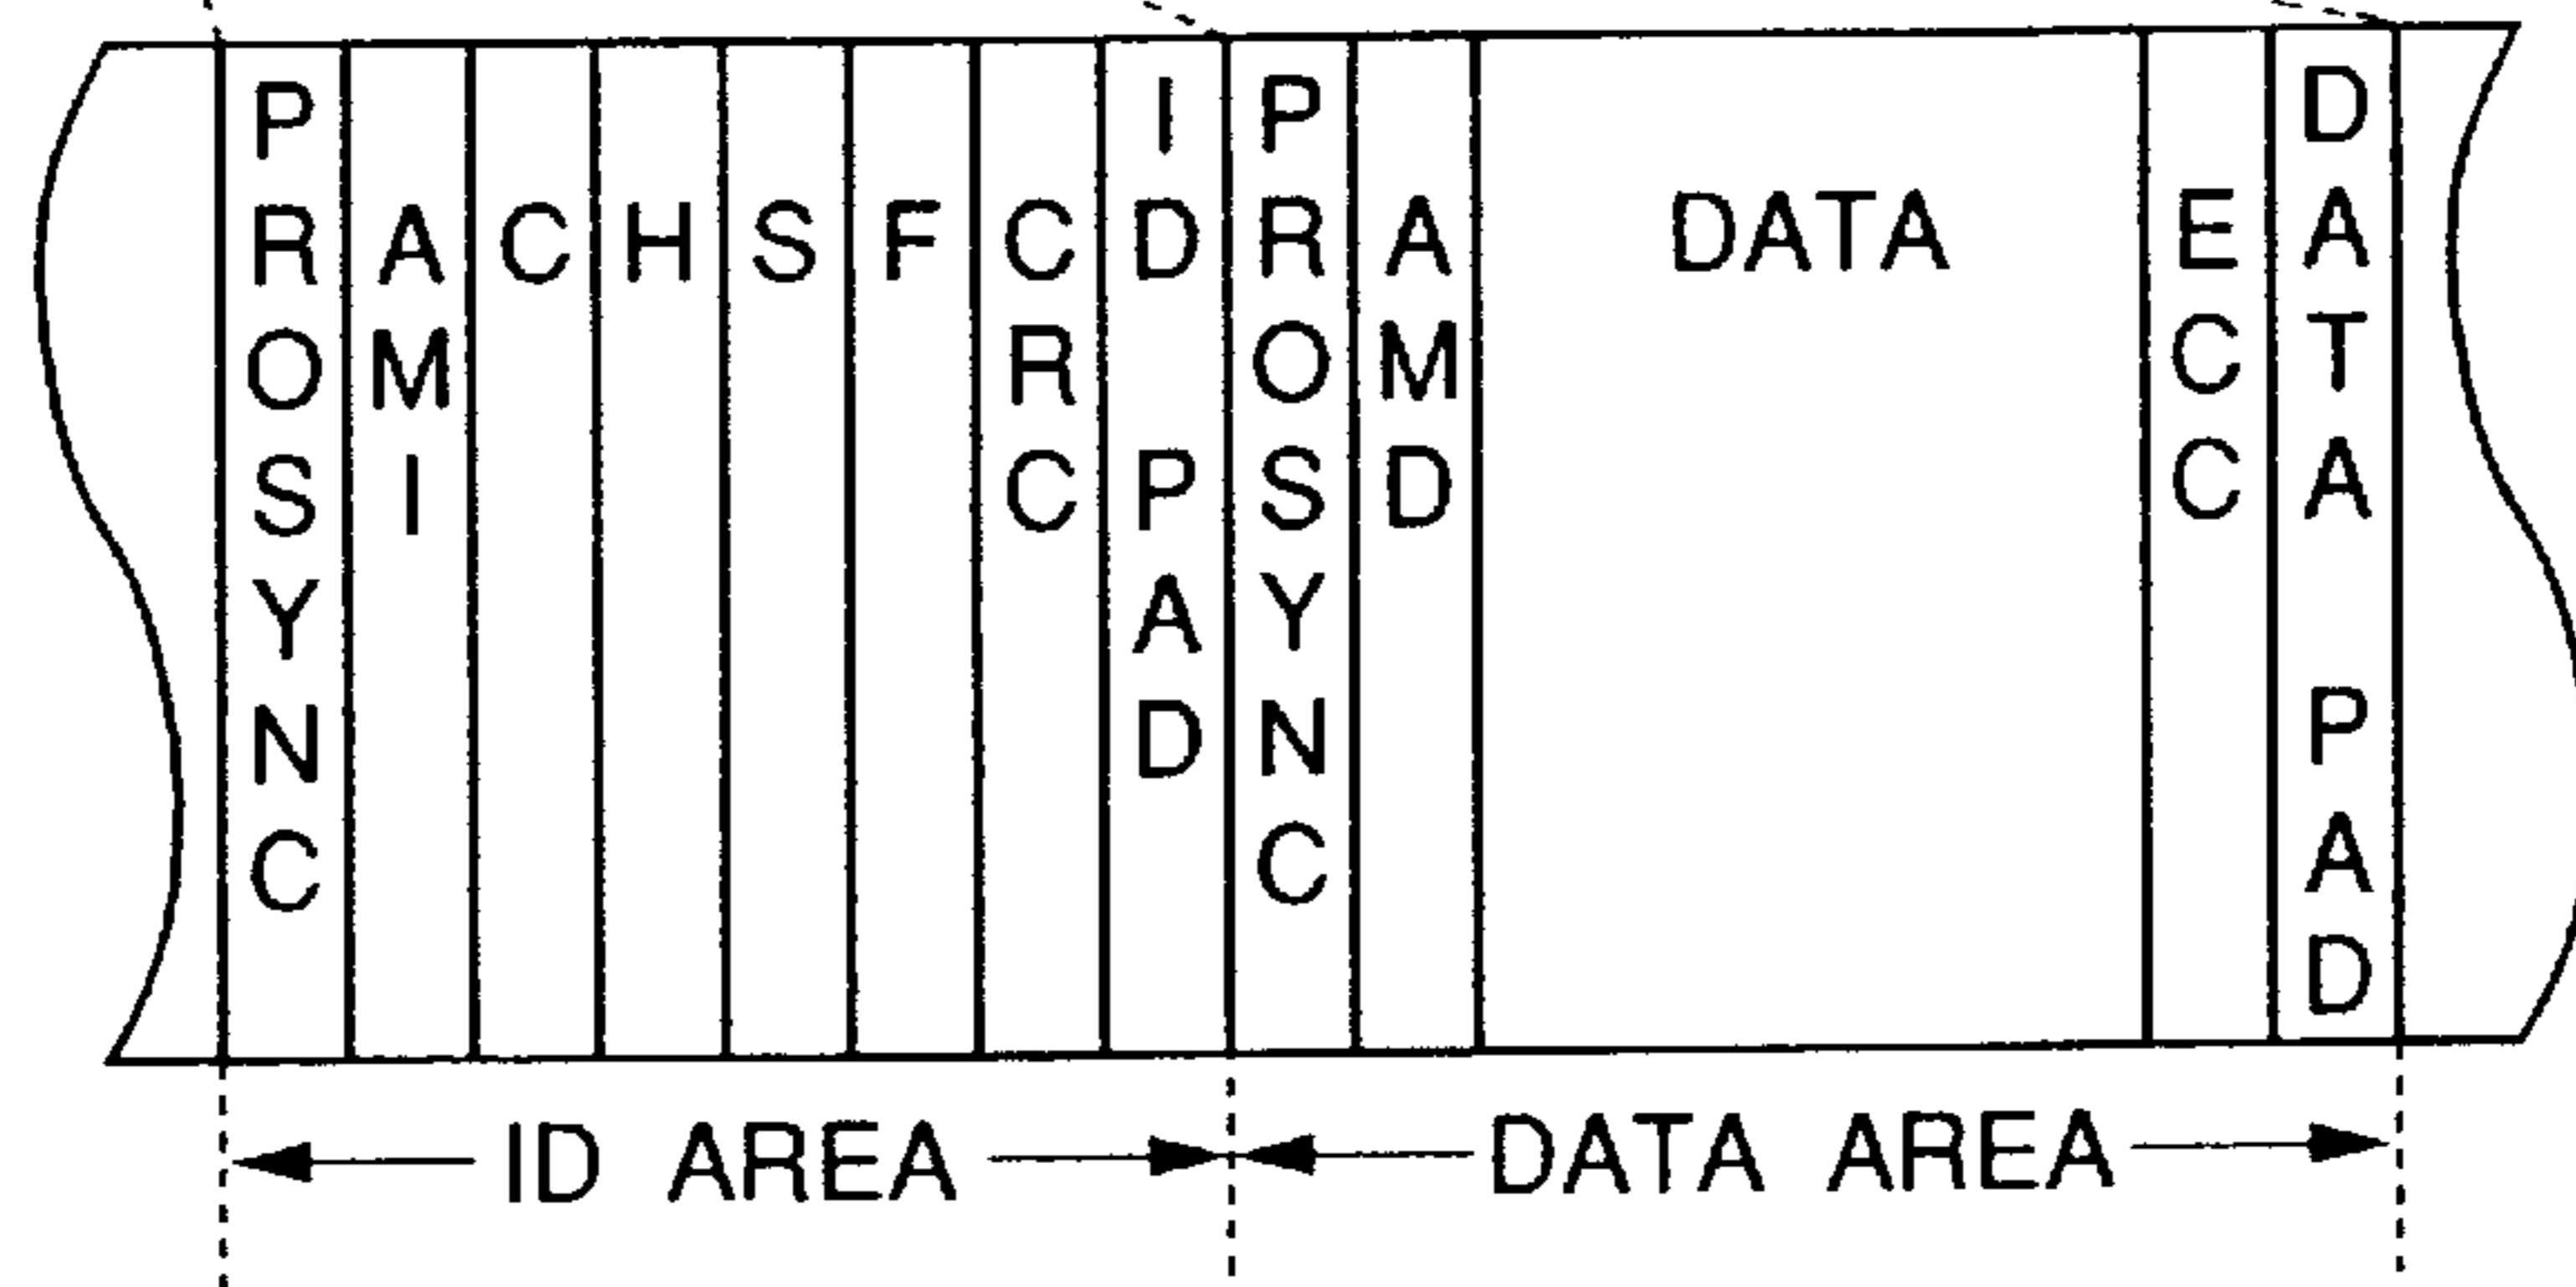 PROSYNC
AMI
C
H
S
F
CRC
ID PAD
PROSYNC
AMD
DATA
ECC
DATA PAD
ID AREA
DATA AREA